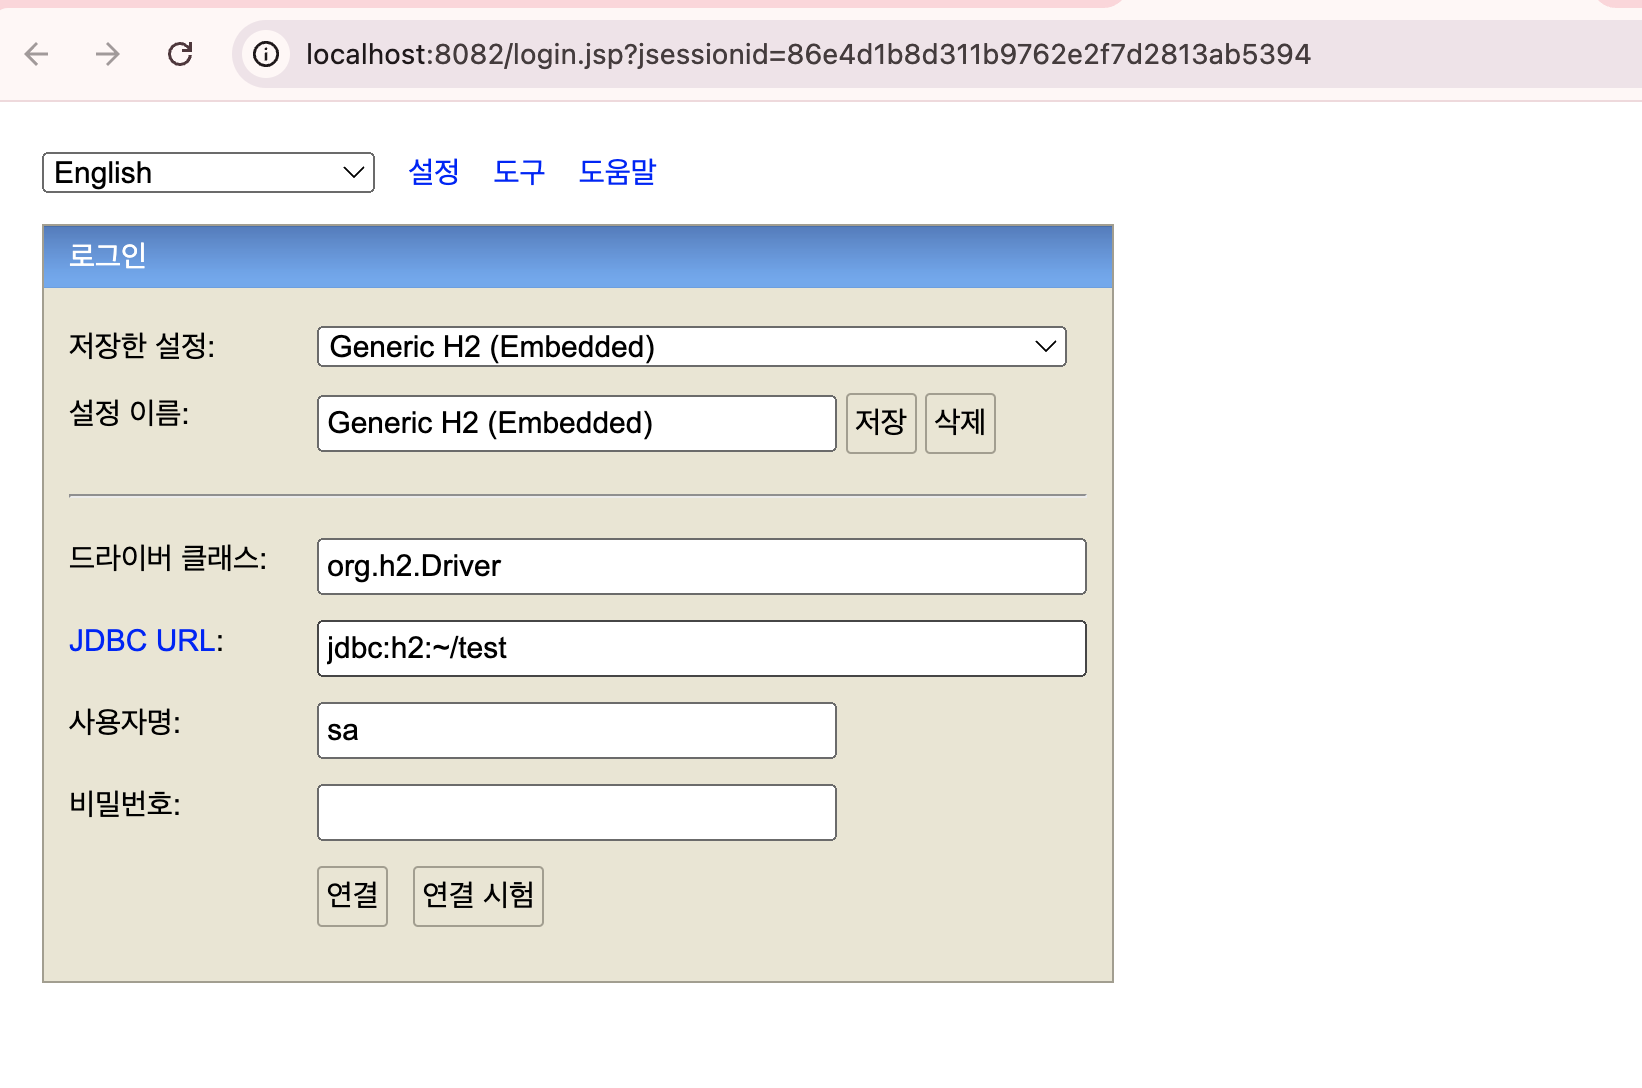 localhost:8082/login.jsp?jsessionid=86e4d1b8d311b9762e2f7d2813ab5394
English 설정 도구 도움말
로그인
저장한 설정: Generic H2 (Embedded)
설정 이름: Generic H2 (Embedded) 저장 삭제
드라이버 클래스: org.h2.Driver
JDBC URL: jdbc:h2:~/test
사용자명: sa
비밀번호:
연결 연결 시험